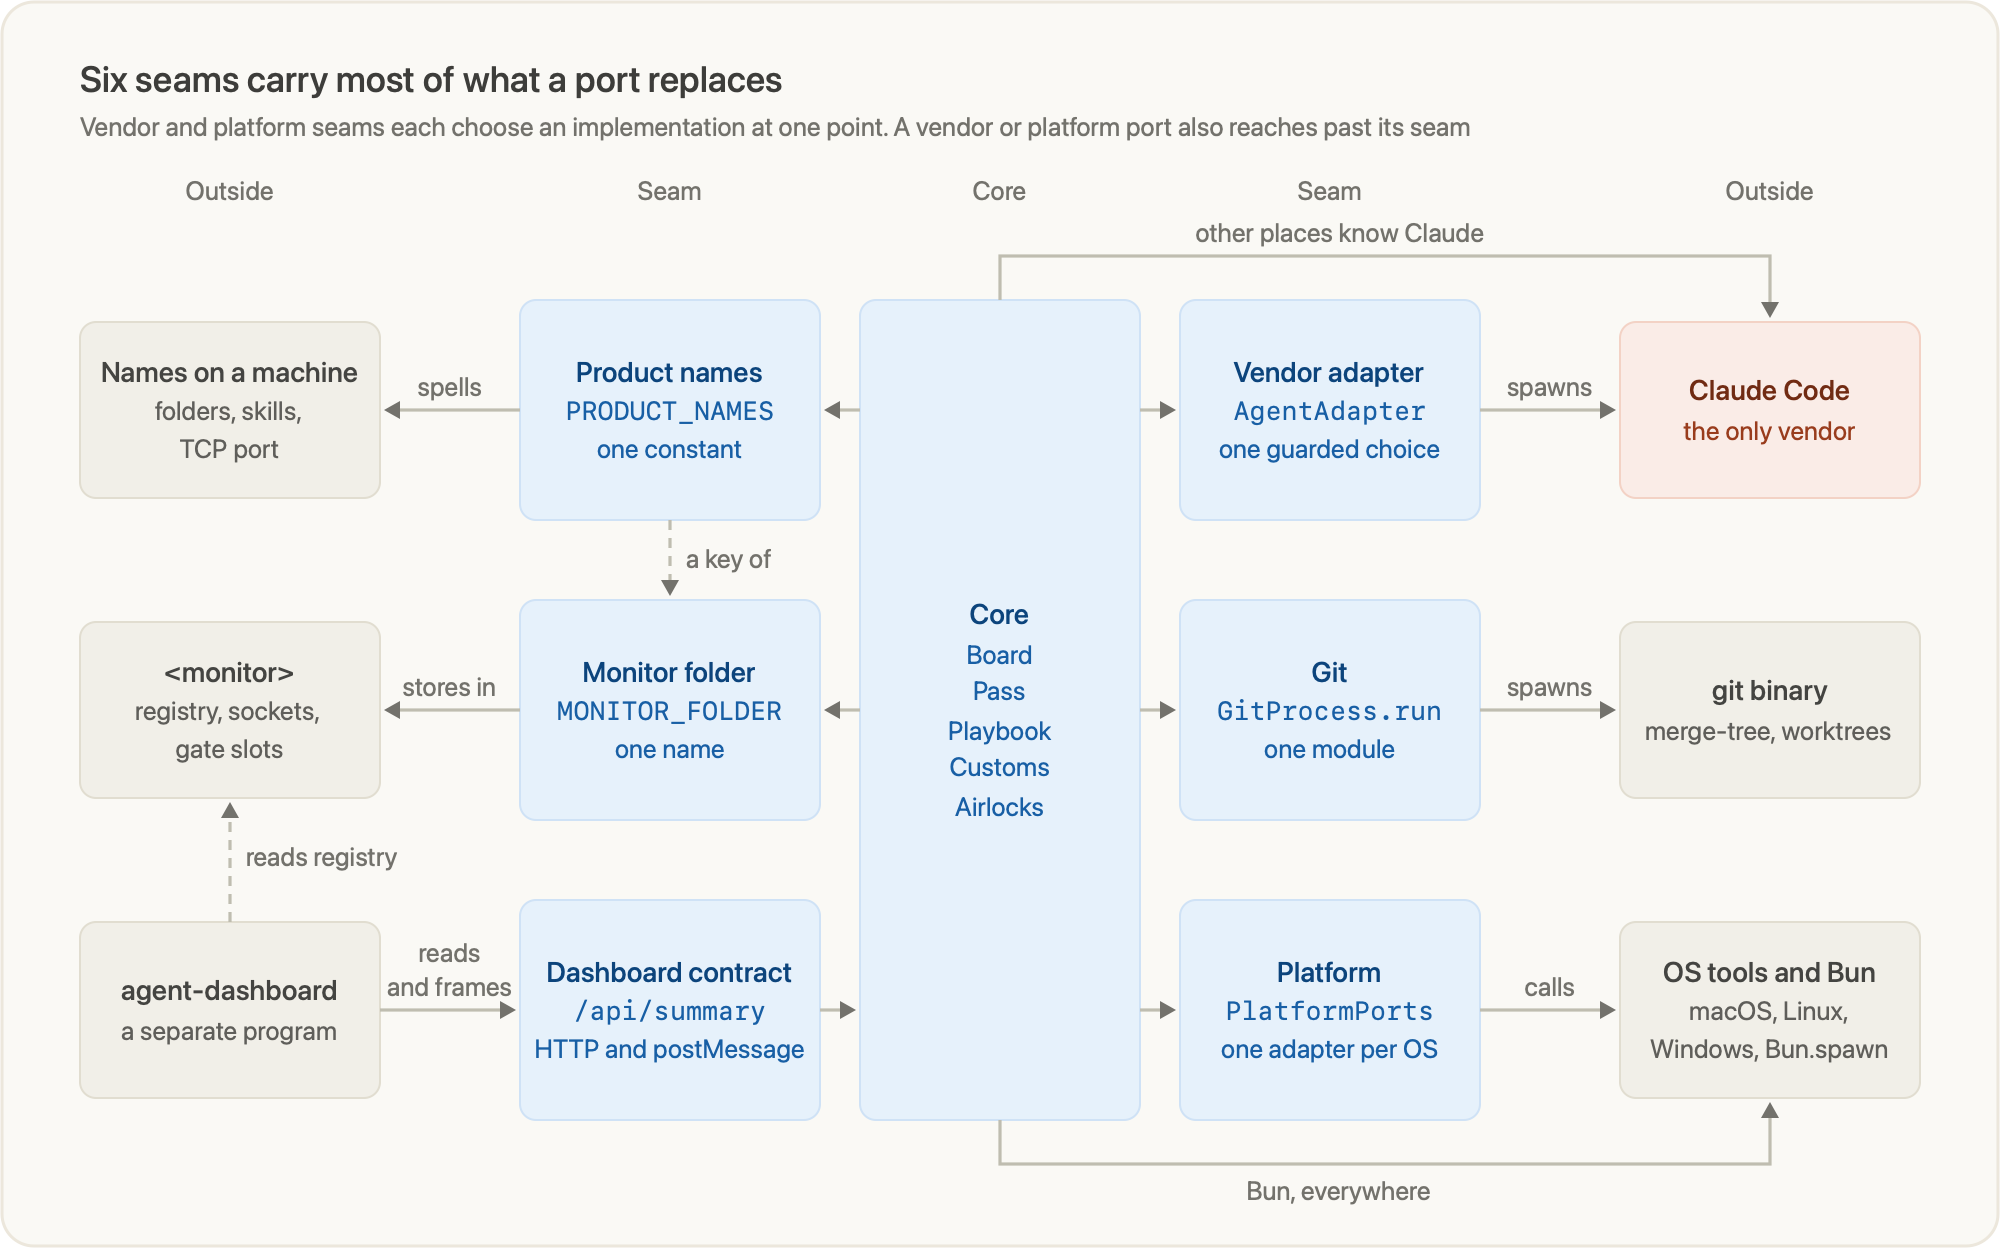 Six seams carry most of what a port replaces
Vendor and platform seams each choose an implementation at one point. A vendor or platform port also reaches past its seam
Outside
Seam
Core
Seam
Outside
other places know Claude
Names on a machine
folders, skills,
TCP port
spells
Product names
PRODUCT_NAMES
one constant
Vendor adapter
AgentAdapter
one guarded choice
spawns
Claude Code
the only vendor
a key of
<monitor>
registry, sockets,
gate slots
stores in
Monitor folder
MONITOR_FOLDER
one name
Core
Board
Pass
Playbook
Customs
Airlocks
Git
GitProcess.run
one module
spawns
git binary
merge-tree, worktrees
reads registry
agent-dashboard
a separate program
reads
and frames
Dashboard contract
/api/summary
HTTP and postMessage
Platform
PlatformPorts
one adapter per OS
calls
OS tools and Bun
macOS, Linux,
Windows, Bun.spawn
Bun, everywhere